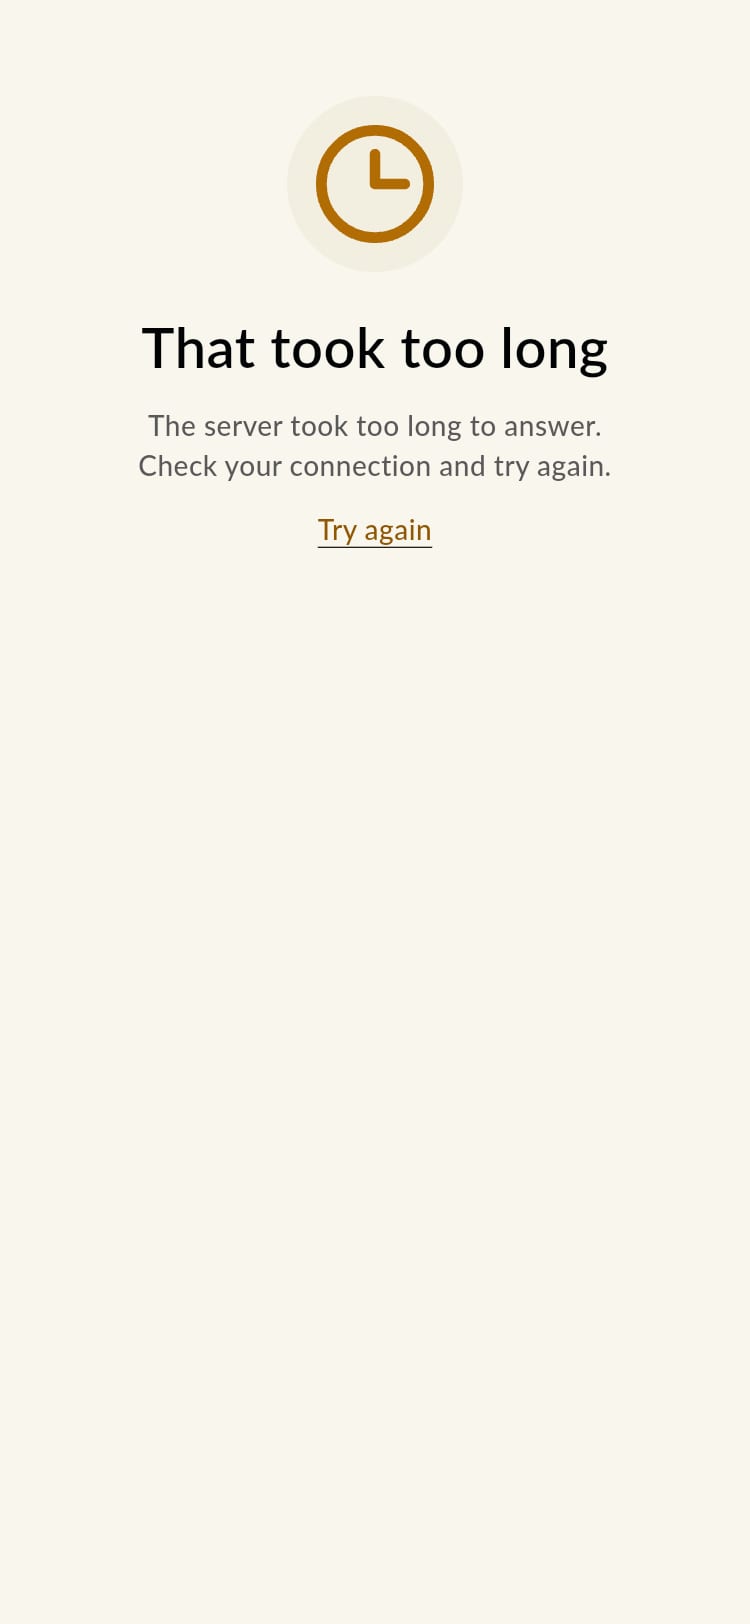 That took too long
The server took too long to answer.
Check your connection and try again.
Try again